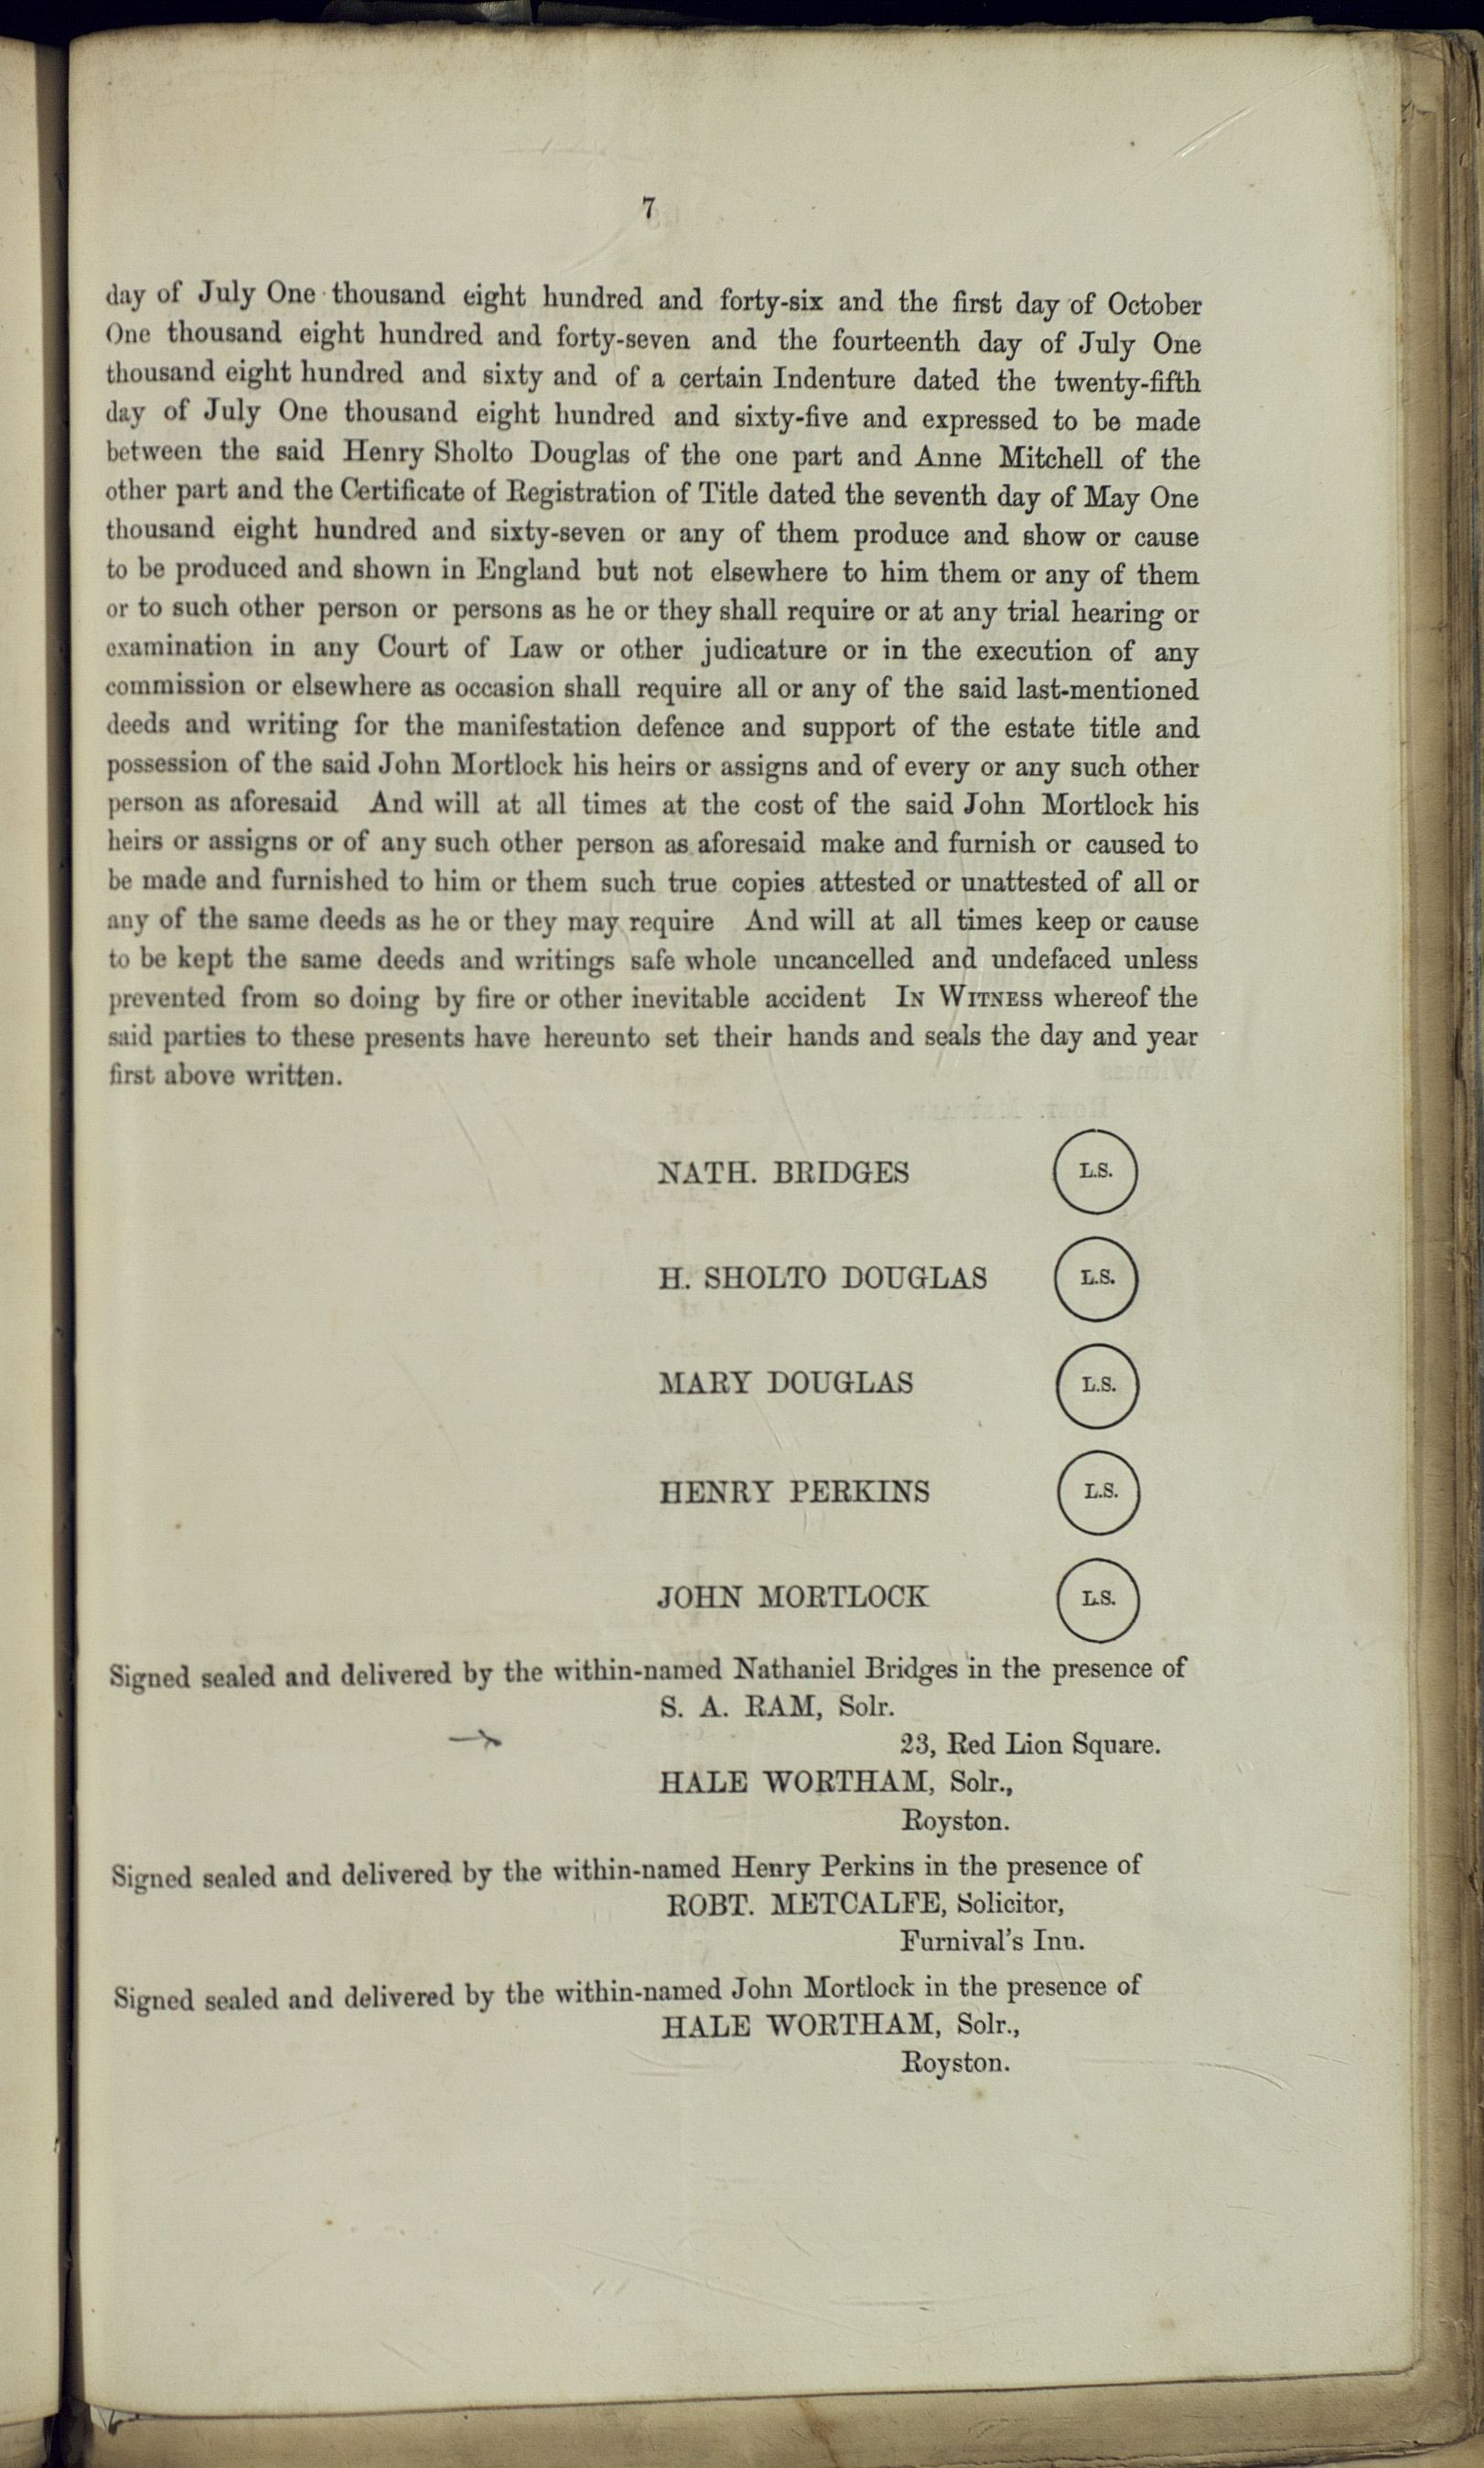 7
day of July One thousand eight hundred and forty-six and the first day of October
One thousand eight hundred and forty-seven and the fourteenth day of July One
thousand eight hundred and sixty and of a certain Indenture dated the twenty-fifth
day of July One thousand eight hundred and sixty-five and expressed to be made
between the said Henry Sholto Douglas of the one part and Anne Mitchell of the
other part and the Certificate of Registration of Title dated the seventh day of May One
thousand eight hundred and sixty-seven or any of them produce and show or cause
to be produced and shown in England but not elsewhere to him them or any of them
or to such other person or persons as he or they shall require or at any trial hearing or
examination in any Court of Law or other judicature or in the execution of any
commission or elsewhere as occasion shall require all or any of the said last-mentioned
deeds and writing for the manifestation defence and support of the estate title and
possession of the said John Mortlock his heirs or assigns and of every or any such other
person as aforesaid And will at all times at the cost of the said John Mortlock his
heirs or assigns or of any such other person as aforesaid make and furnish or caused to
be made and furnished to him or them such true copies attested or unattested of all or
any of the same deeds as he or they may require And will at all times keep or cause
to be kept the same deeds and writings safe whole uncancelled and undefaced unless
prevented from so doing by fire or other inevitable accident IN WITNESS whereof the
said parties to these presents have hereunto set their hands and seals the day and year
first above written.
NATH. BRIDGES L.S.
H. SHOLTO DOUGLAS L.S.
MARY DOUGLAS L.S.
HENRY PERKINS L.S.
JOHN MORTLOCK L.S.
Signed sealed and delivered by the within-named Nathaniel Bridges in the presence of
S. A. RAM, Solr.
23, Red Lion Square.
HALE WORTHAM, Solr.,
Royston.
Signed sealed and delivered by the within-named Henry Perkins in the presence of
ROBT. METCALFE, Solicitor,
Furnival's Inn.
Signed sealed and delivered by the within-named John Mortlock in the presence of
HALE WORTHAM, Solr.,
Royston.